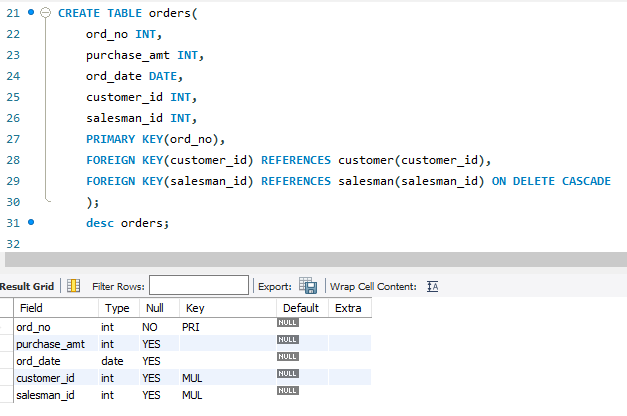 21 CREATE TABLE orders(
22 ord_no INT,
23 purchase_amt INT,
24 ord_date DATE,
25 customer_id INT,
26 salesman_id INT,
27 PRIMARY KEY(ord_no),
28 FOREIGN KEY(customer_id) REFERENCES customer(customer_id),
29 FOREIGN KEY(salesman_id) REFERENCES salesman(salesman_id) ON DELETE CASCADE
30 );
31 desc orders;
32
Result Grid Filter Rows: Export: Wrap Cell Content: IA
Field Type Null Key Default Extra
ord_no int NO PRI NULL
purchase_amt int YES NULL
ord_date date YES NULL
customer_id int YES MUL NULL
salesman_id int YES MUL NULL